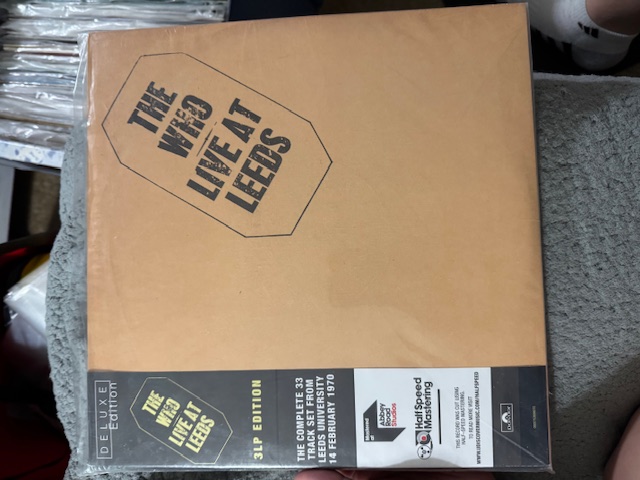 DELUXE
Edition
THE
WHO
LIVE AT
LEEDS
3LP EDITION
THE COMPLETE 33
TRACK SET FROM
LEEDS UNIVERSITY
14 FEBRUARY 1970
Mastered
at
Abbey
Road
Studios
Half Speed
Mastering
THIS RECORD WAS CUT USING
HALF-SPEED MASTERING.
TO READ MORE VISIT
WWW.UDISCOVERMUSIC.COM/HALFSPEED
Polydor
THE
WHO
LIVE AT
LEEDS